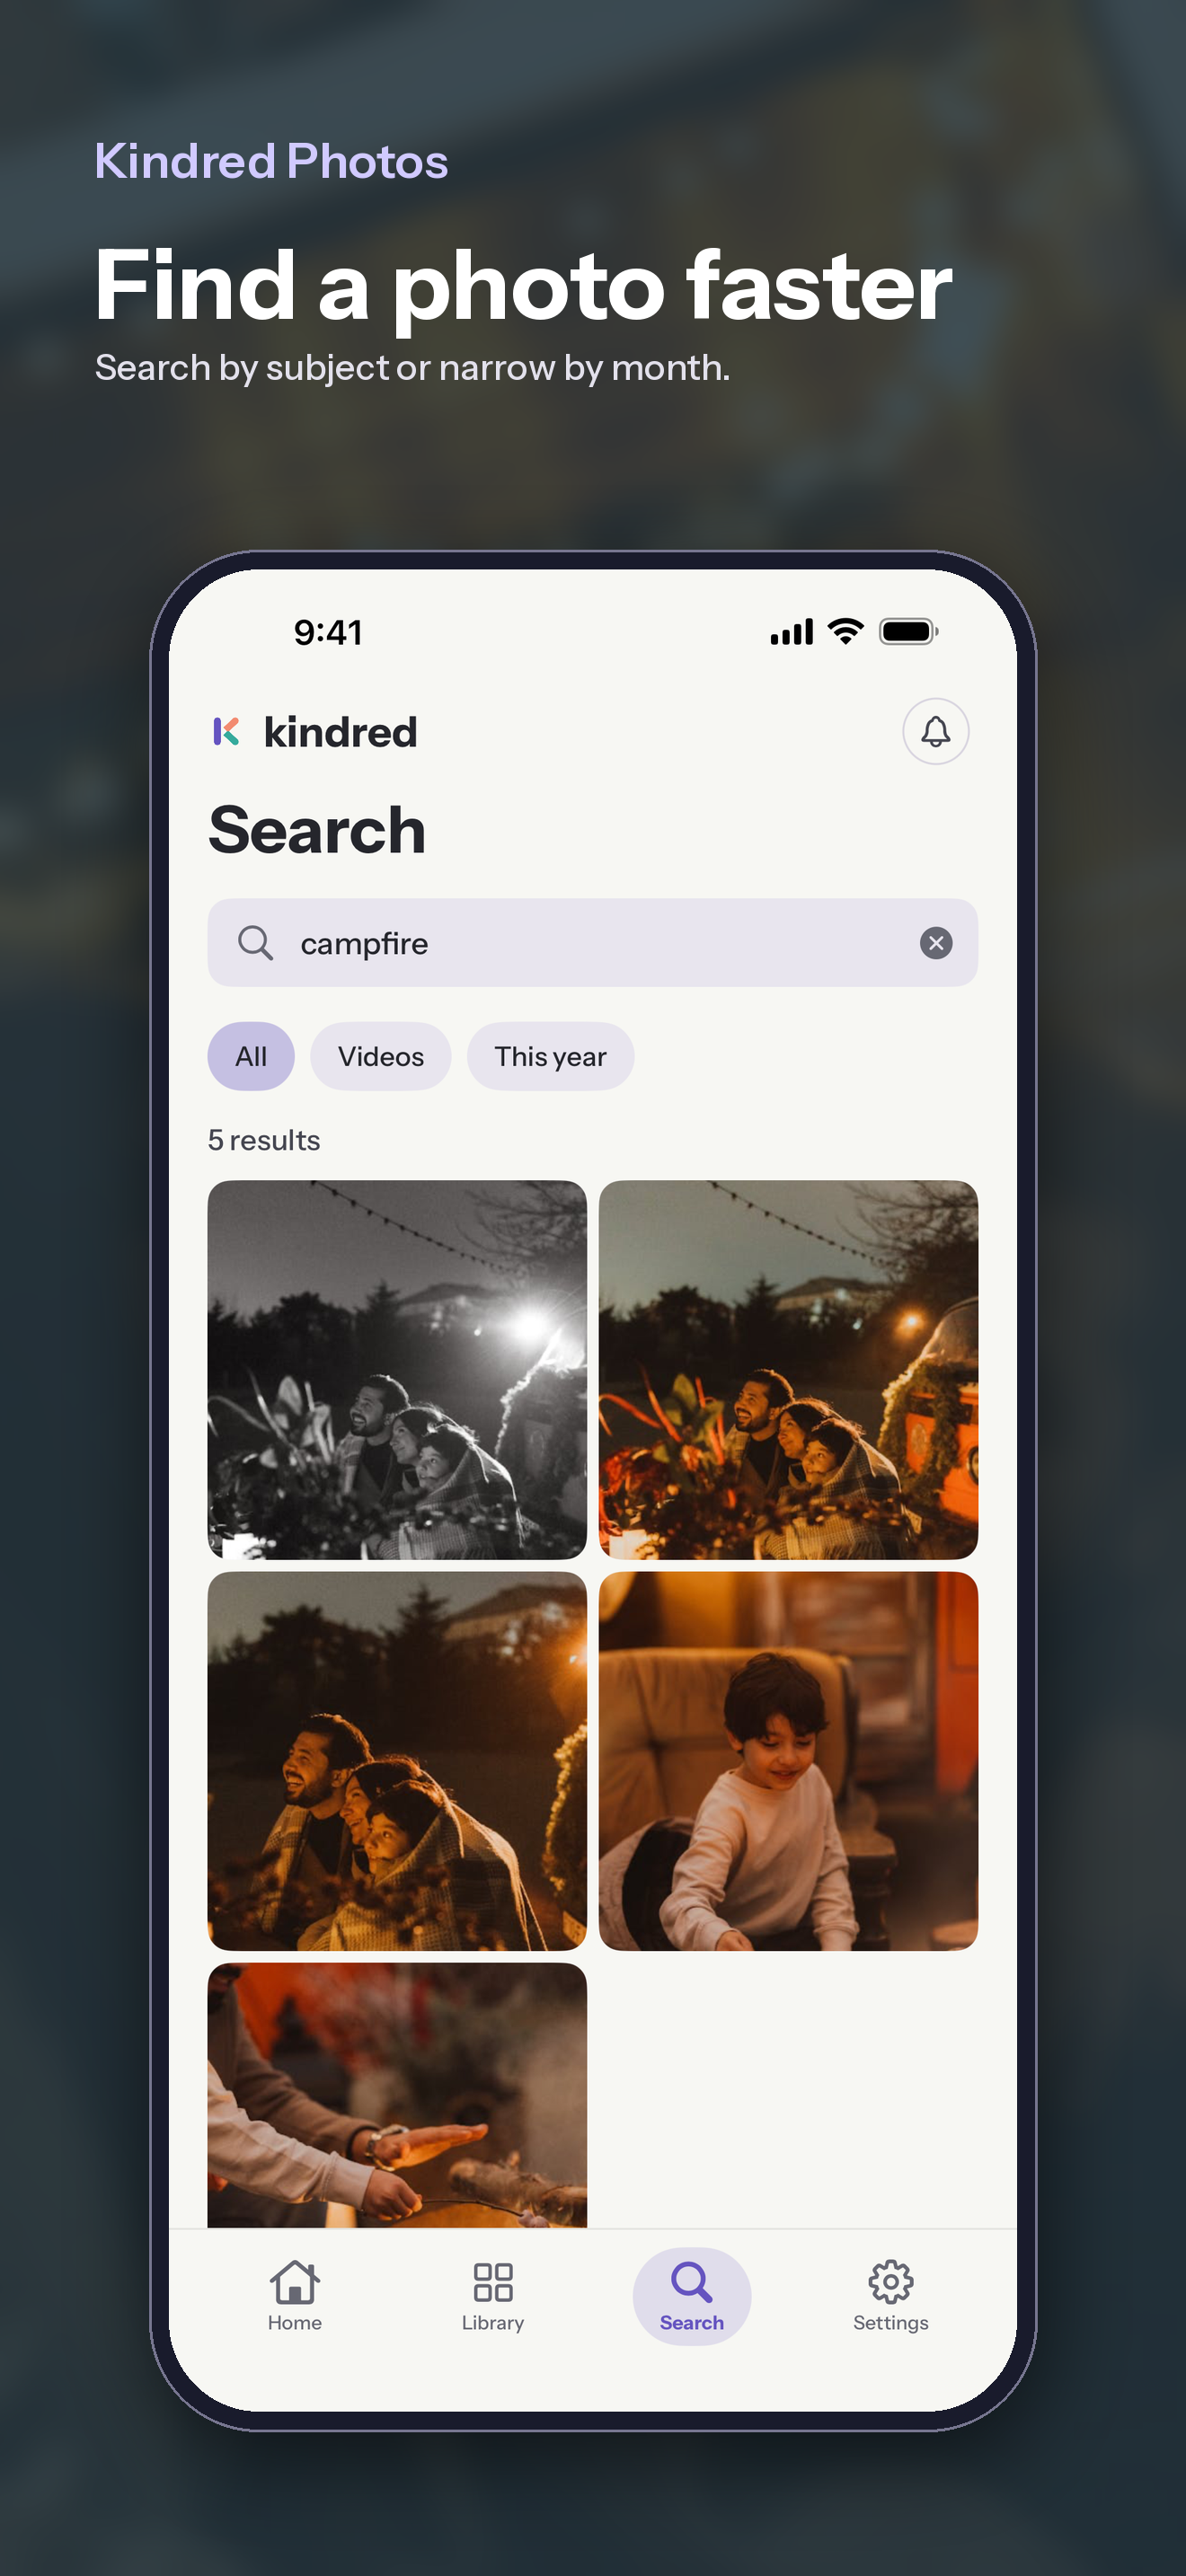 Kindred Photos
Find a photo faster
Search by subject or narrow by month.
9:41
kindred
Search
campfire
All Videos This year
5 results
Home Library Search Settings